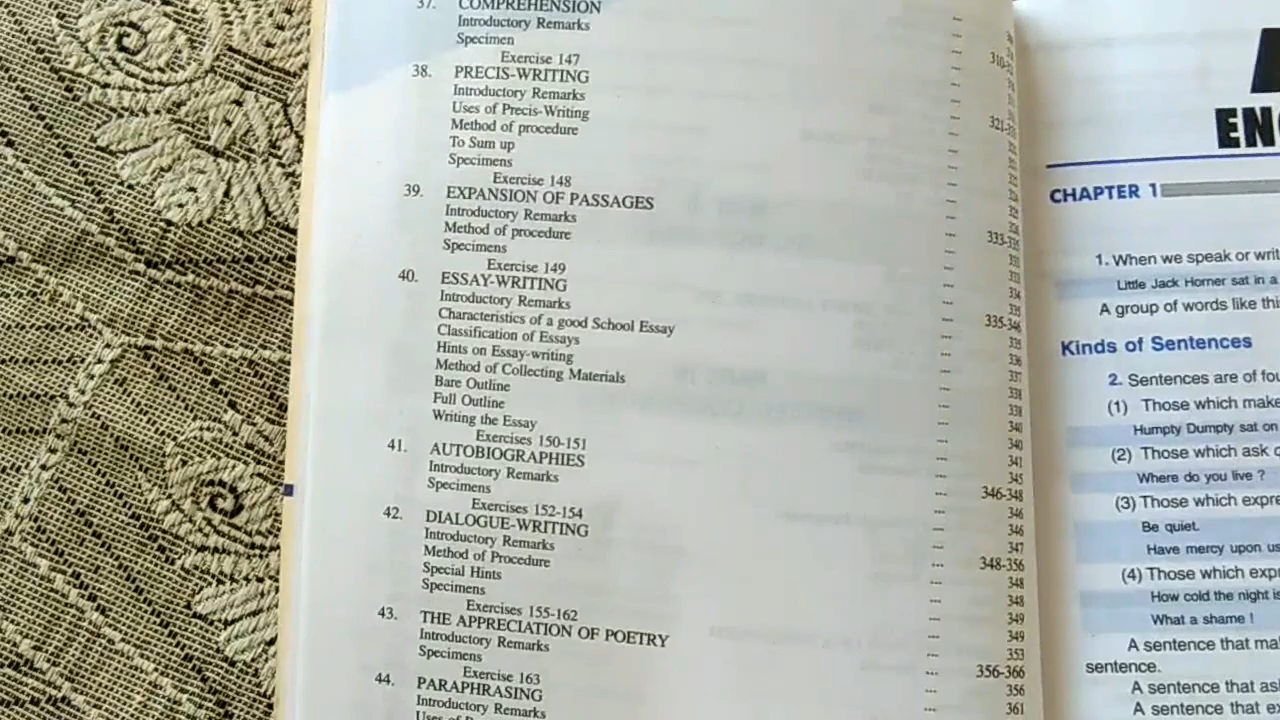 37. COMPREHENSION
Introductory Remarks
Specimen
Exercise 147
38. PRECIS-WRITING
Introductory Remarks
Uses of Precis-Writing
Method of procedure
To Sum up
Specimens
Exercise 148
39. EXPANSION OF PASSAGES
Introductory Remarks
Method of procedure
Specimens
Exercise 149
40. ESSAY-WRITING
Introductory Remarks
Characteristics of a good School Essay
Classification of Essays
Hints on Essay-writing
Method of Collecting Materials
Bare Outline
Full Outline
Writing the Essay
Exercises 150-151
41. AUTOBIOGRAPHIES
Introductory Remarks
Specimens
Exercises 152-154
42. DIALOGUE-WRITING
Introductory Remarks
Method of Procedure
Special Hints
Specimens
Exercises 155-162
43. THE APPRECIATION OF POETRY
Introductory Remarks
Specimens
Exercise 163
44. PARAPHRASING
Introductory Remarks
... 335-346
... 335
... 336
... 337
... 338
... 338
... 340
... 340
... 341
... 345
... 346-348
... 346
... 346
... 347
... 348-356
... 348
... 348
... 349
... 349
... 353
... 356-366
... 356
... 361
EN
CHAPTER 1
1. When we speak or writ
Little Jack Horner sat in a
A group of words like thi
Kinds of Sentences
2. Sentences are of fou
(1) Those which make
Humpty Dumpty sat on
(2) Those which ask
Where do you live ?
(3) Those which expre
Be quiet.
Have mercy upon us
(4) Those which expr
How cold the night is
What a shame !
A sentence that ma
sentence.
A sentence that as
A sentence that e